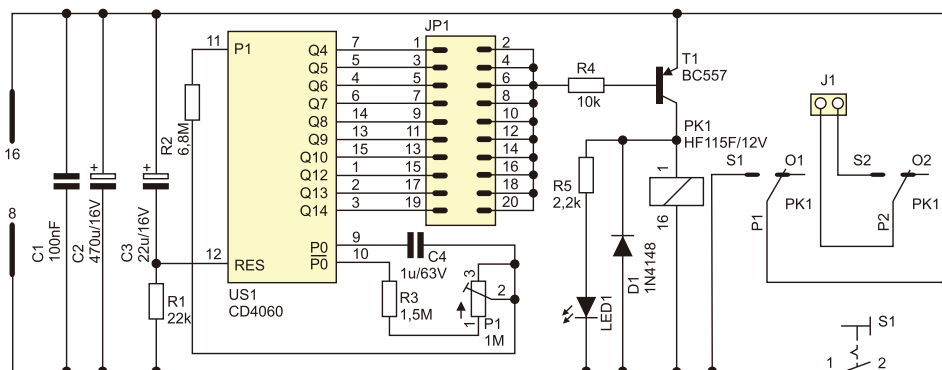 JP1
11 P1 Q4 7 1 2
Q5 5 3 4
Q6 4 5 6
Q7 6 7 8
Q8 14 9 10
Q9 13 11 12
Q10 15 13 14
Q12 1 15 16
Q13 2 17 18
Q14 3 19 20
R4
10k
T1
BC557
J1
PK1
HF115F/12V
R2
6,8M
16
8
C1
100nF
C2
470u/16V
+
C3
22u/16V
+
R1
22k
12 RES
P0 9
P0 10
US1
CD4060
C4
1u/63V
R3
1,5M
3
2
1
P1
1M
R5
2,2k
LED1
D1
1N4148
1
16
S1
O1
P1
PK1
S2
O2
P2
PK1
S1
1 2